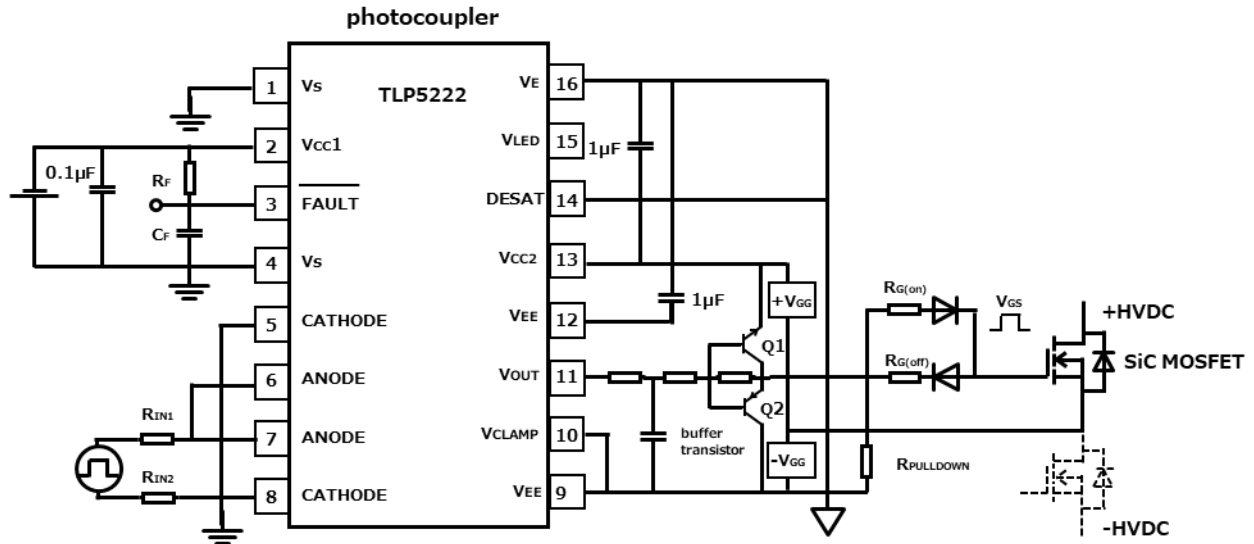 photocoupler
TLP5222
1 Vs
2 Vcc1
3 FAULT
4 Vs
5 CATHODE
6 ANODE
7 ANODE
8 CATHODE
VE 16
VLED 15
DESAT 14
VCC2 13
VEE 12
VOUT 11
VCLAMP 10
VEE 9
0.1μF
RF
CF
RIN1
RIN2
1μF
1μF
+VGG
-VGG
Q1
Q2
buffer
transistor
RG(on)
RG(off)
VGS
RPULLDOWN
+HVDC
SiC MOSFET
-HVDC